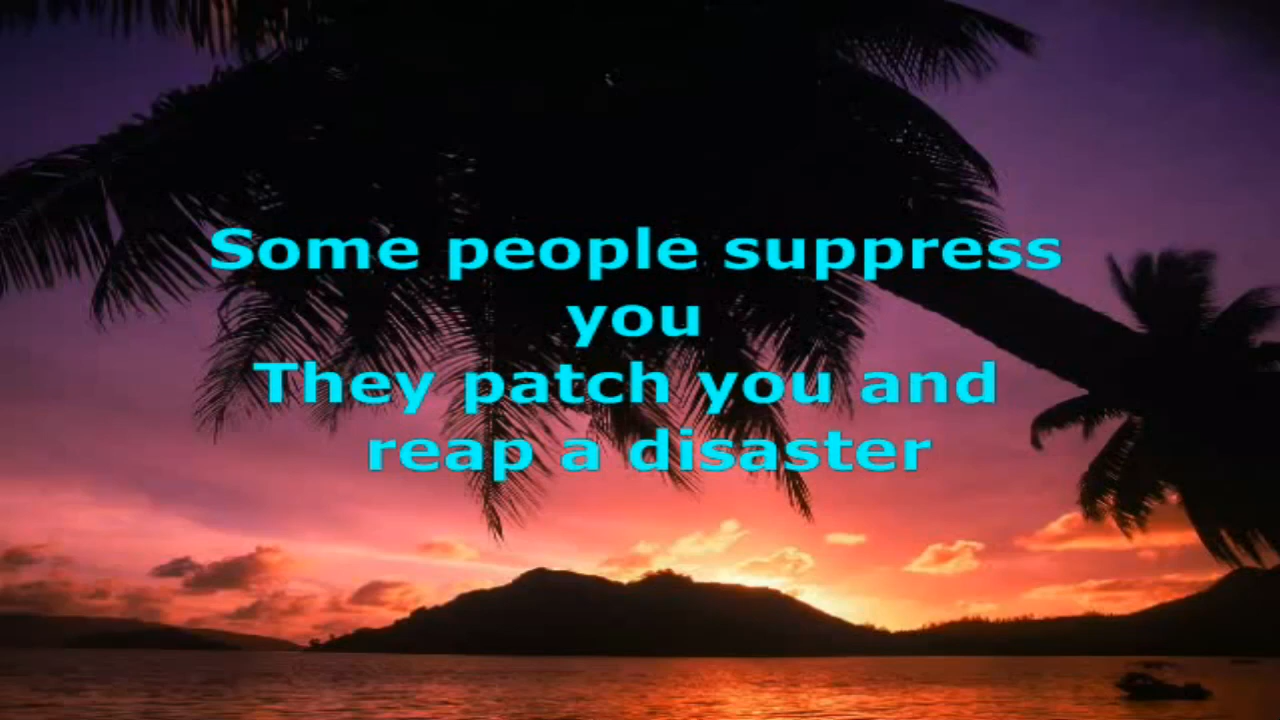 Some people suppress
you
They patch you and
reap a disaster